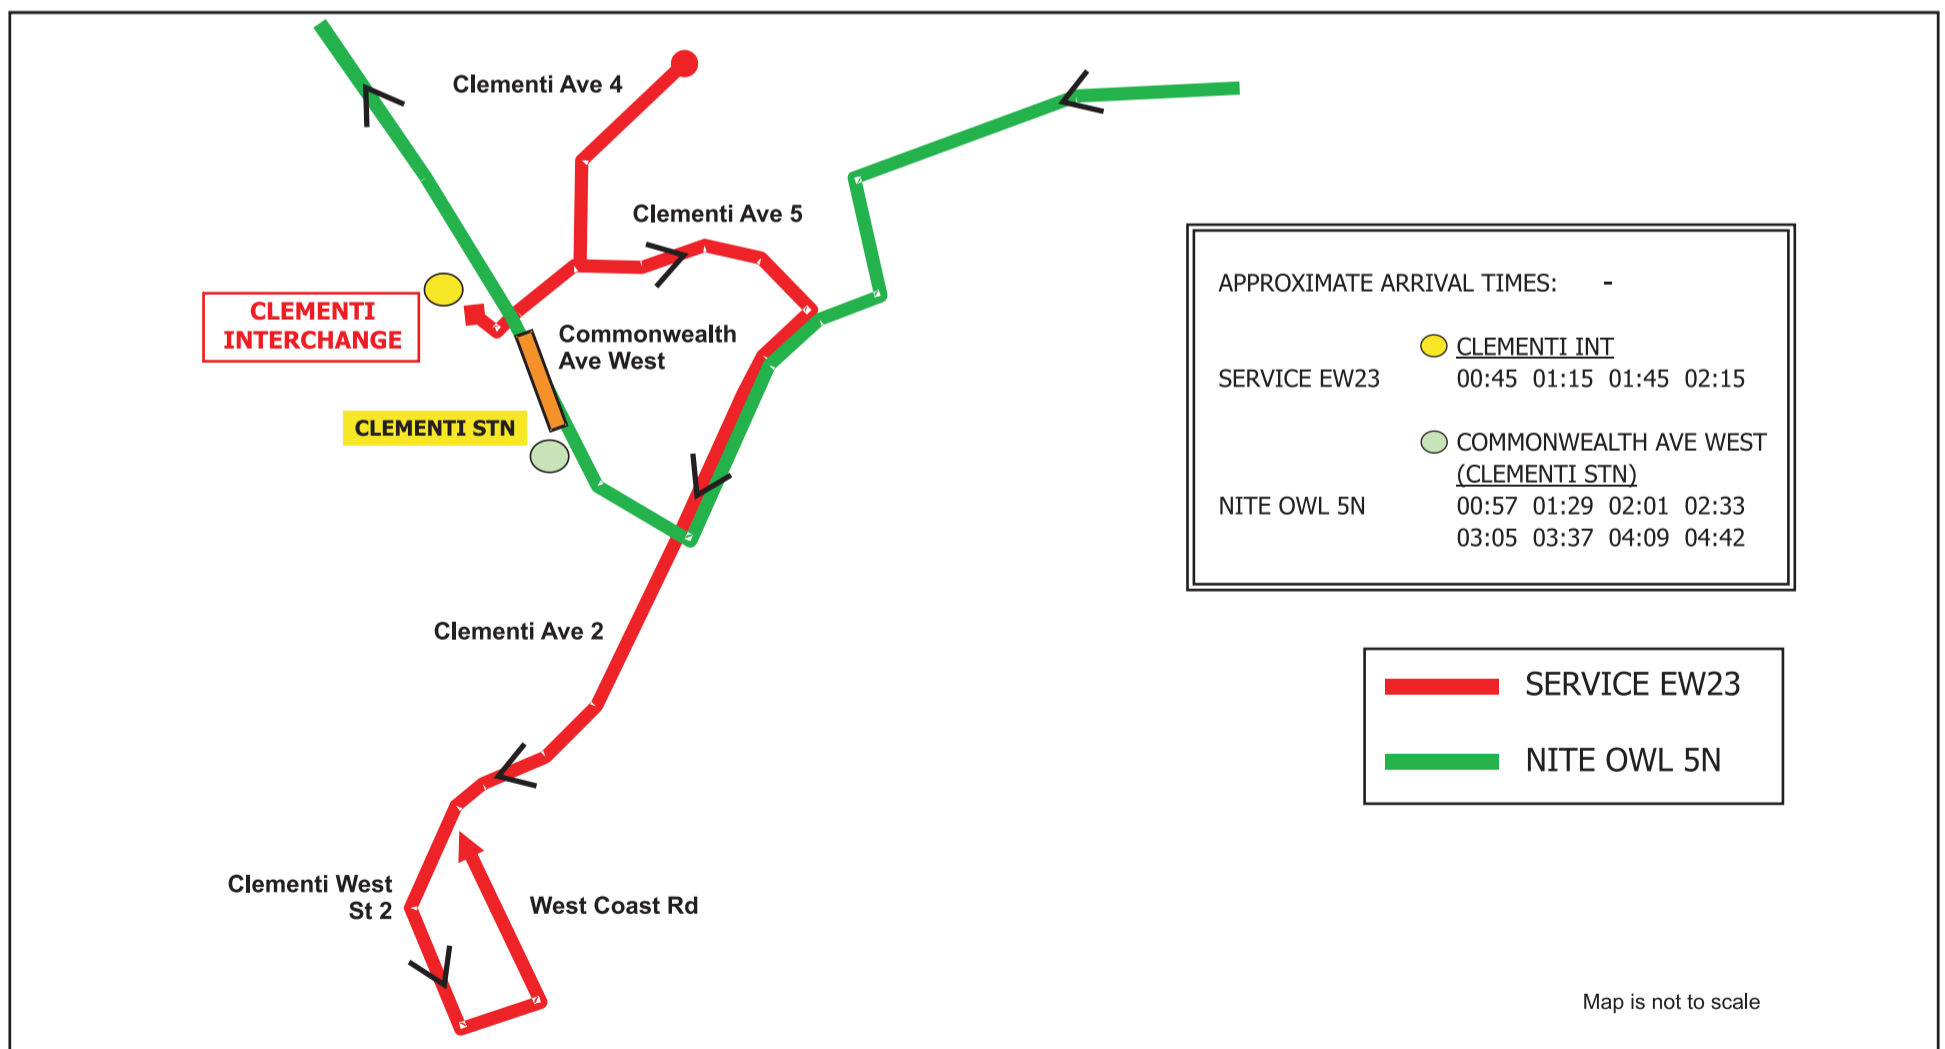 Clementi Ave 4
Clementi Ave 5
CLEMENTI
INTERCHANGE
Commonwealth
Ave West
CLEMENTI STN
Clementi Ave 2
Clementi West
St 2
West Coast Rd
APPROXIMATE ARRIVAL TIMES: -
CLEMENTI INT
SERVICE EW23 00:45 01:15 01:45 02:15
COMMONWEALTH AVE WEST
(CLEMENTI STN)
NITE OWL 5N 00:57 01:29 02:01 02:33
03:05 03:37 04:09 04:42
SERVICE EW23
NITE OWL 5N
Map is not to scale